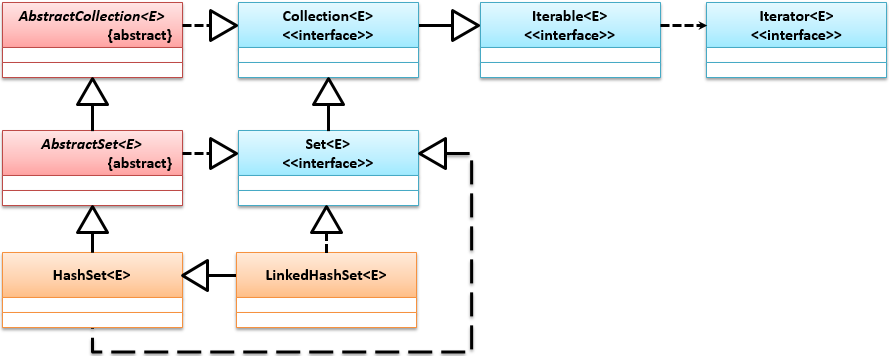 AbstractCollection<E>
{abstract}
Collection<E>
<<interface>>
Iterable<E>
<<interface>>
Iterator<E>
<<interface>>
AbstractSet<E>
{abstract}
Set<E>
<<interface>>
HashSet<E>
LinkedHashSet<E>